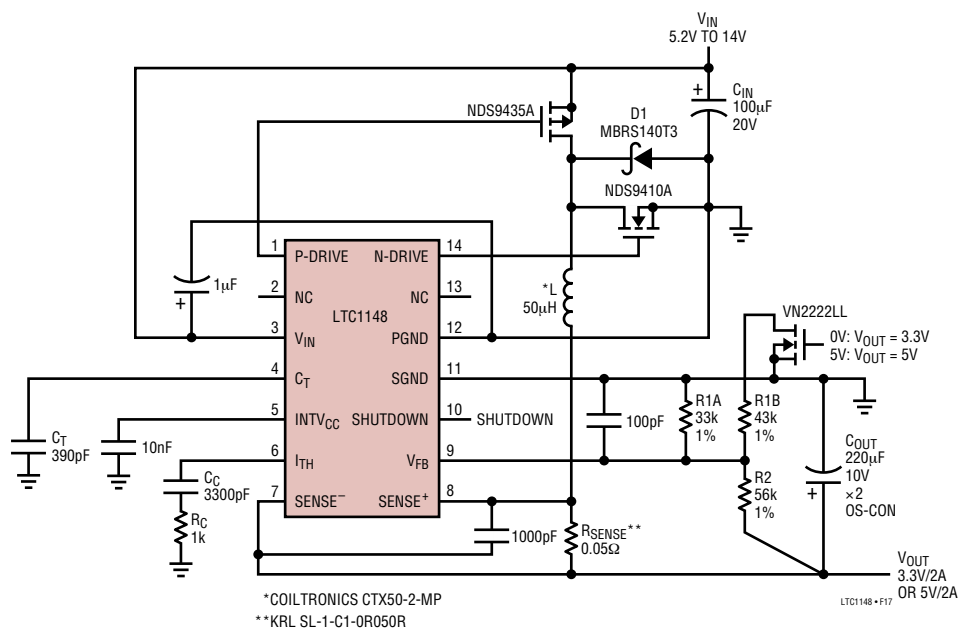 VIN
5.2V TO 14V
NDS9435A
D1
MBRS140T3
+
CIN
100µF
20V
NDS9410A
1µF
+
1
P-DRIVE
N-DRIVE
14
2
NC
NC
13
LTC1148
3
VIN
PGND
12
4
CT
SGND
11
5
INTVCC
SHUTDOWN
10
SHUTDOWN
6
ITH
VFB
9
7
SENSE–
SENSE+
8
*L
50µH
VN2222LL
0V: VOUT = 3.3V
5V: VOUT = 5V
CT
390pF
10nF
CC
3300pF
RC
1k
100pF
R1A
33k
1%
R1B
43k
1%
R2
56k
1%
COUT
220µF
10V
×2
OS-CON
+
1000pF
RSENSE**
0.05Ω
VOUT
3.3V/2A
OR 5V/2A
*COILTRONICS CTX50-2-MP
**KRL SL-1-C1-0R050R
LTC1148 • F17